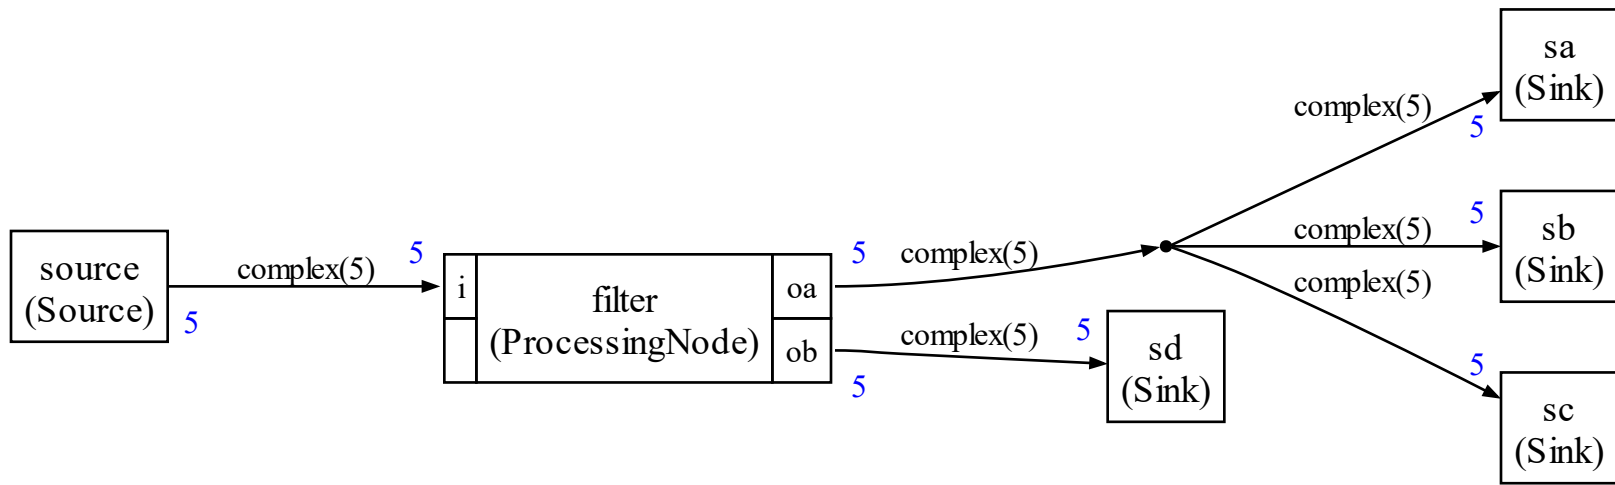 source
(Source)
5
complex(5)
5
i
filter
(ProcessingNode)
oa
ob
5
complex(5)
5
complex(5)
5
sd
(Sink)
complex(5)
5
sa
(Sink)
complex(5)
5
sb
(Sink)
complex(5)
5
sc
(Sink)